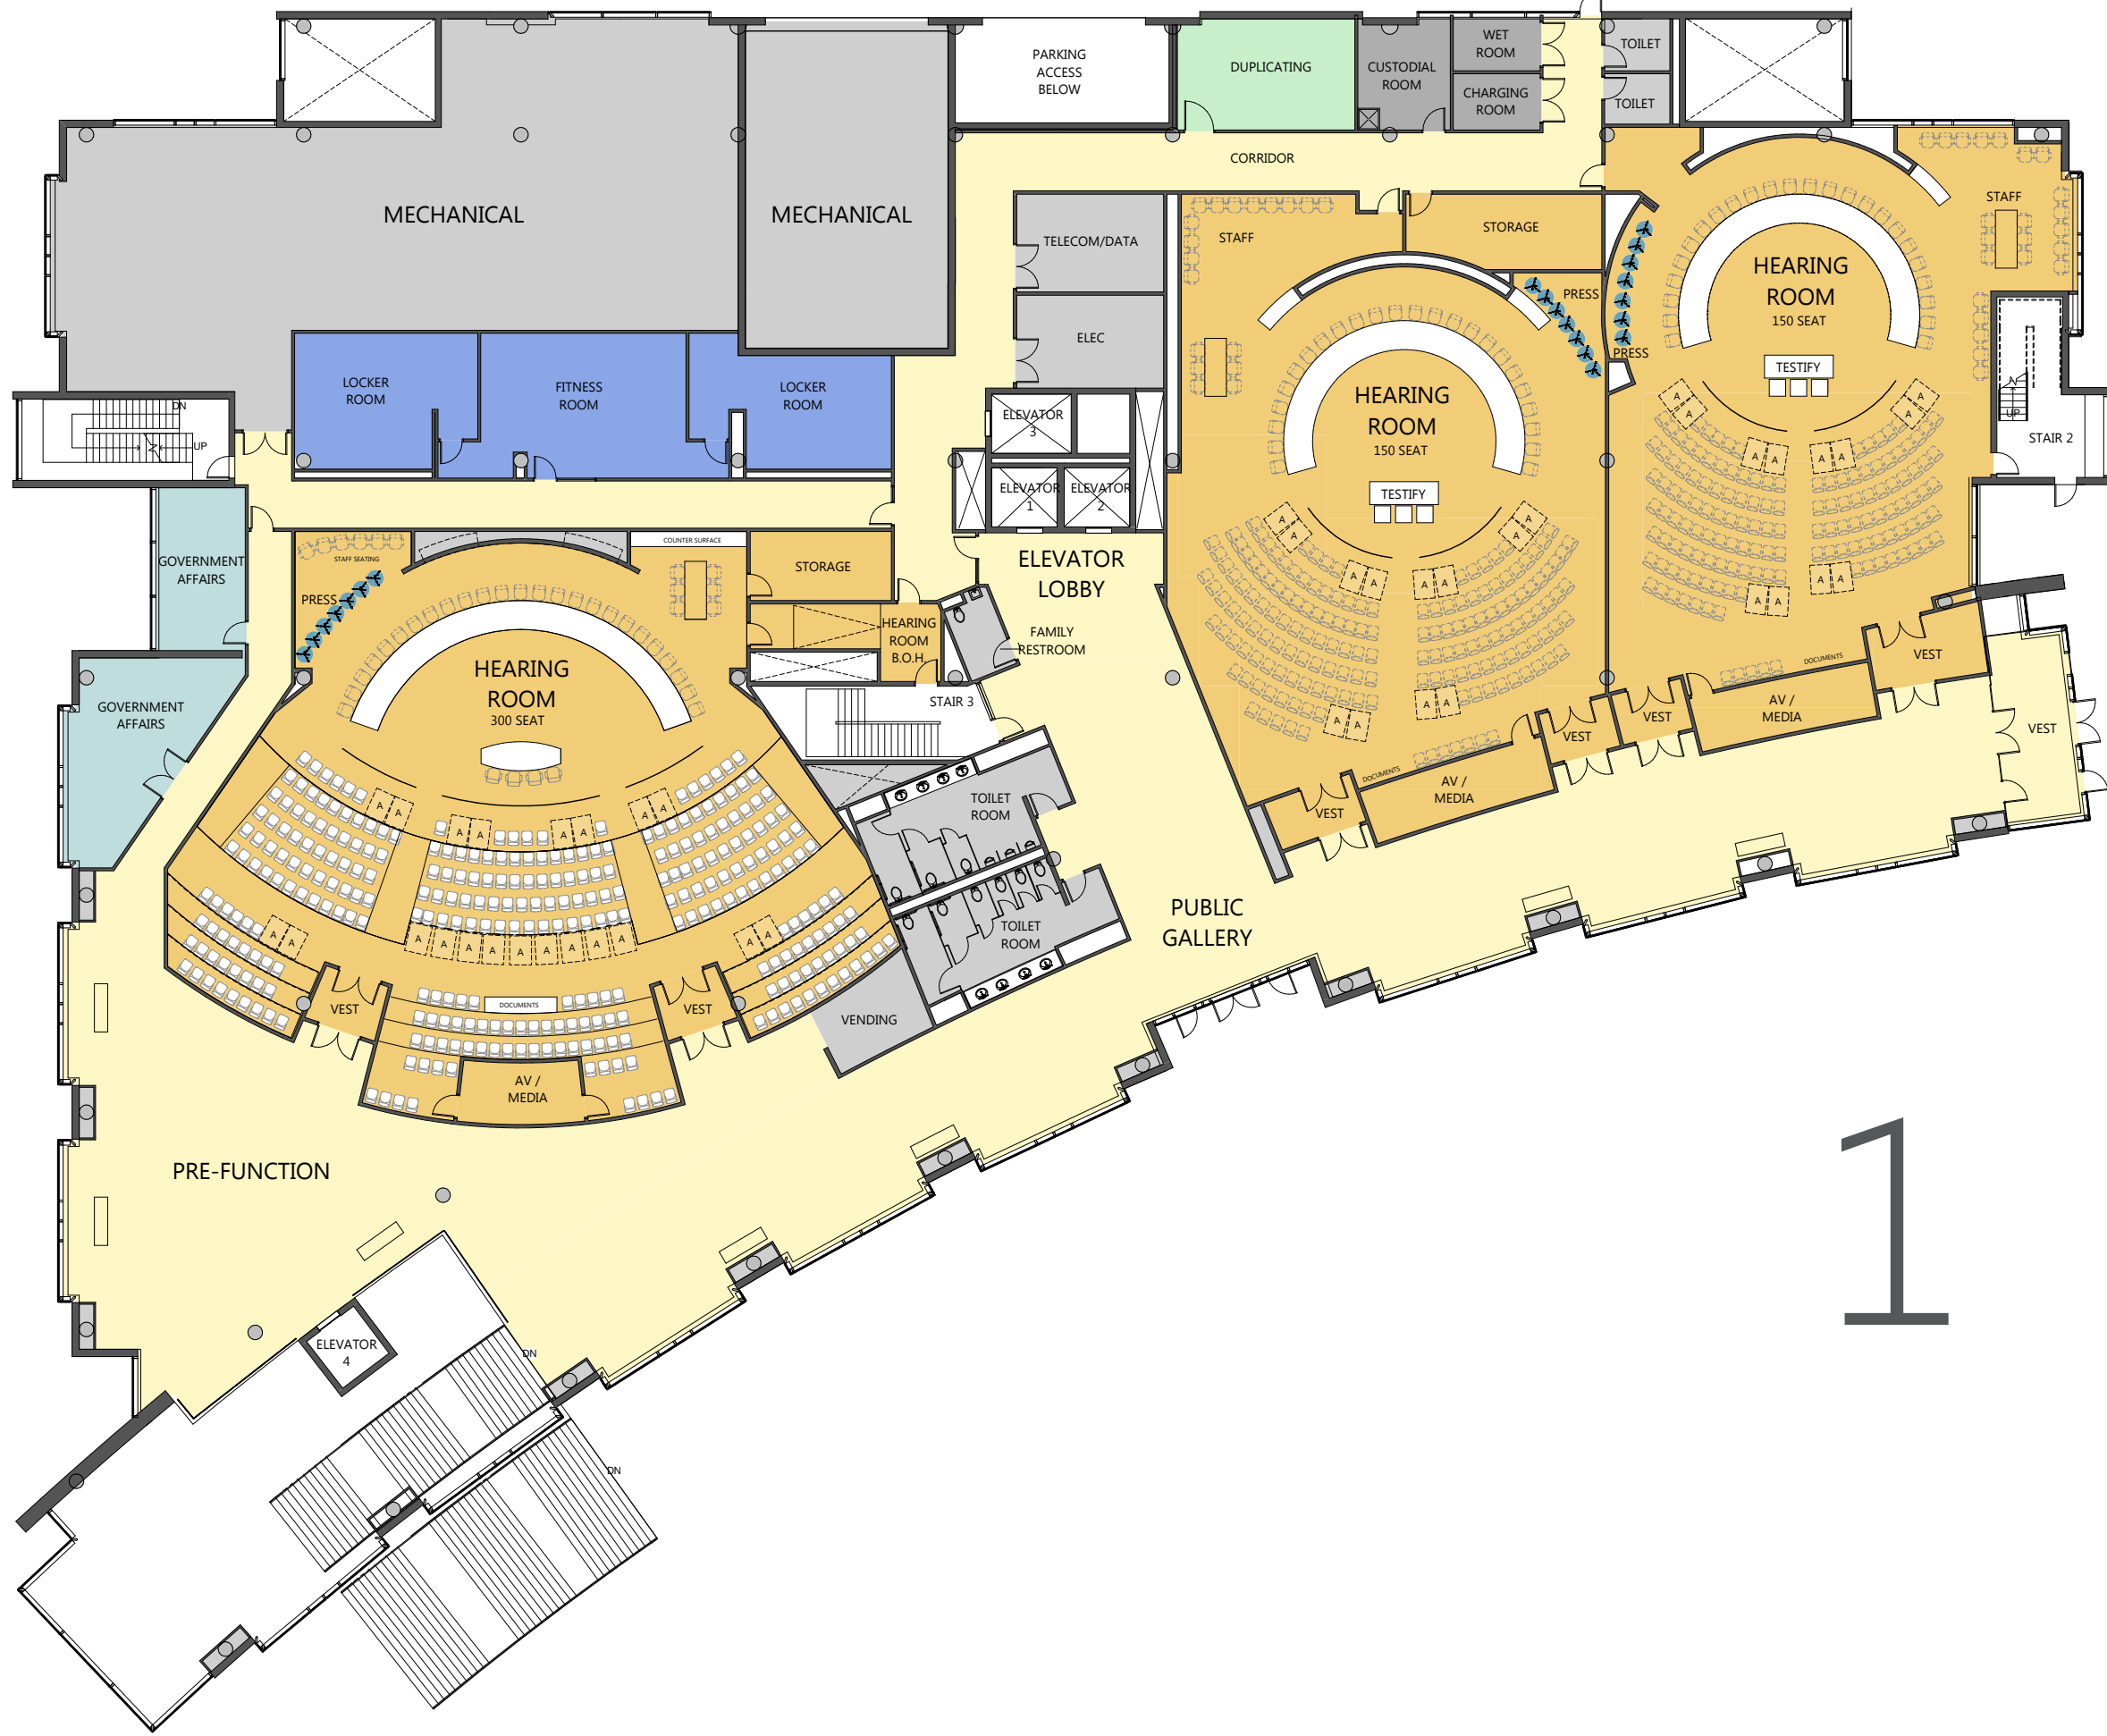 PARKING
ACCESS
BELOW
DUPLICATING
CUSTODIAL
ROOM
WET
ROOM
CHARGING
ROOM
TOILET
TOILET
CORRIDOR
MECHANICAL
MECHANICAL
TELECOM/DATA
ELEC
STAFF
STORAGE
PRESS
HEARING
ROOM
150 SEAT
TESTIFY
STAFF
HEARING
ROOM
150 SEAT
PRESS
TESTIFY
UP
STAIR 2
LOCKER
ROOM
FITNESS
ROOM
LOCKER
ROOM
DN
UP
ELEVATOR
3
ELEVATOR
1
ELEVATOR
2
ELEVATOR
LOBBY
GOVERNMENT
AFFAIRS
GOVERNMENT
AFFAIRS
STAFF SEATING
PRESS
COUNTER SURFACE
STORAGE
HEARING
ROOM
B.O.H.
FAMILY
RESTROOM
STAIR 3
HEARING
ROOM
300 SEAT
A A
A A
A A
A A
A A
A A A A A A A A A
A A
A A
A A
A A
A A
A A
A A
A A
A A
A A
A A
A A
A A
A A
DOCUMENTS
VEST
VEST
AV /
MEDIA
TOILET
ROOM
TOILET
ROOM
VENDING
PUBLIC
GALLERY
DOCUMENTS
VEST
AV /
MEDIA
VEST
VEST
DOCUMENTS
AV /
MEDIA
VEST
VEST
PRE-FUNCTION
ELEVATOR
4
DN
DN
1